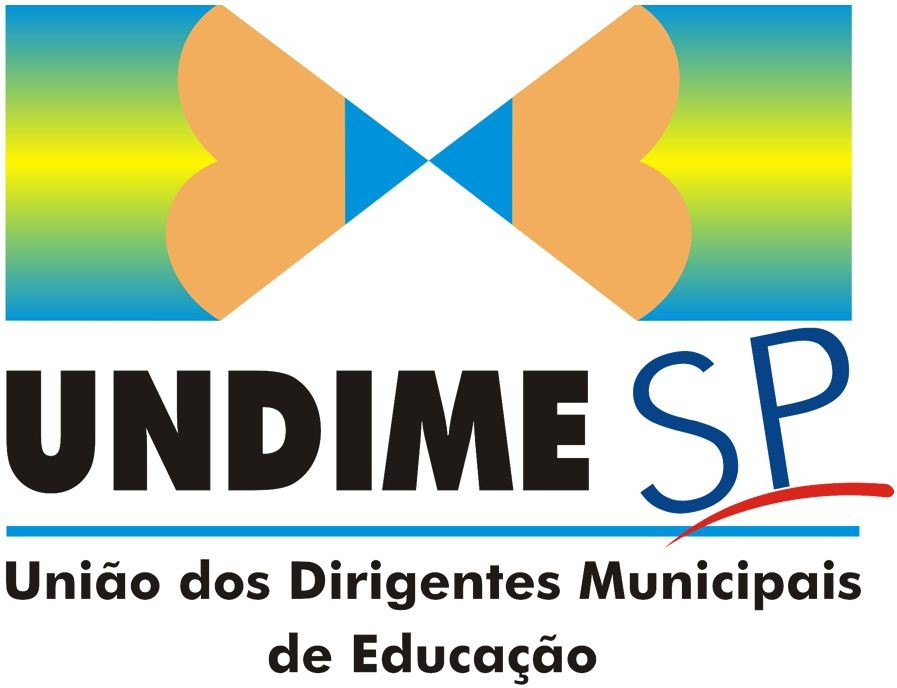 UNDIME SP
União dos Dirigentes Municipais
de Educação